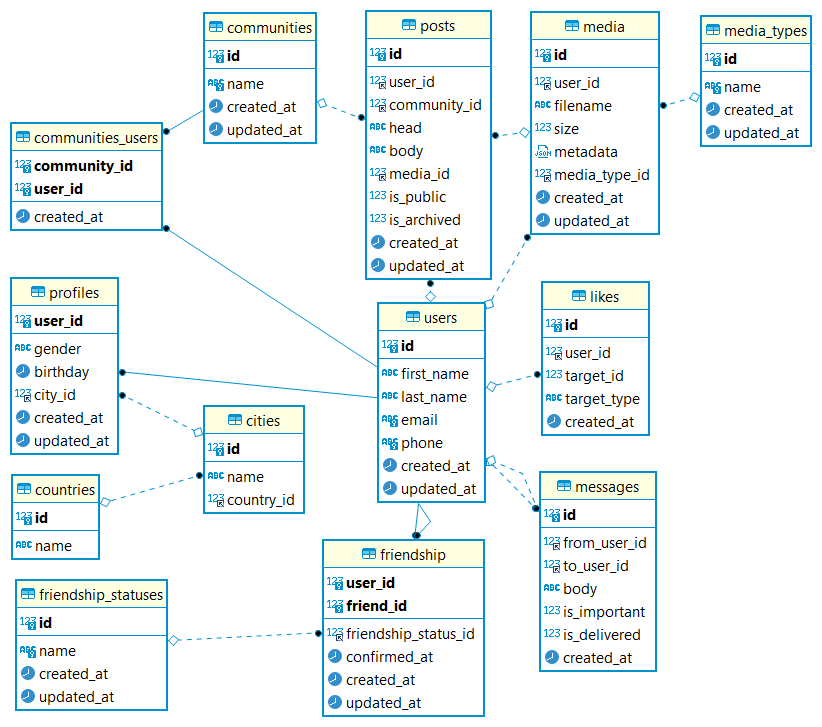 communities
id
name
created_at
updated_at
posts
id
user_id
community_id
head
body
media_id
is_public
is_archived
created_at
updated_at
media
id
user_id
filename
size
metadata
media_type_id
created_at
updated_at
media_types
id
name
created_at
updated_at
communities_users
community_id
user_id
created_at
profiles
user_id
gender
birthday
city_id
created_at
updated_at
users
id
first_name
last_name
email
phone
created_at
updated_at
likes
id
user_id
target_id
target_type
created_at
cities
id
name
country_id
countries
id
name
messages
id
from_user_id
to_user_id
body
is_important
is_delivered
created_at
friendship
user_id
friend_id
friendship_status_id
confirmed_at
created_at
updated_at
friendship_statuses
id
name
created_at
updated_at